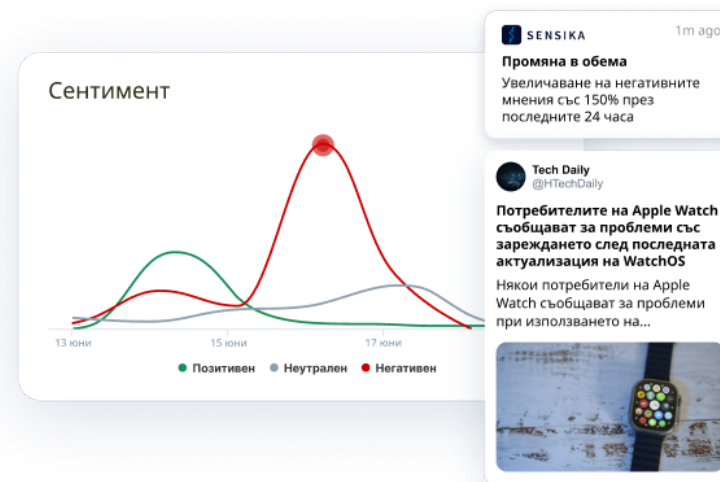 Сентимент
13 юни
15 юни
17 юни
Позитивен
Неутрален
Негативен
SENSIKA
1m ago
Промяна в обема
Увеличаване на негативните
мнения със 150% през
последните 24 часа
Tech Daily
@HTechDaily
Потребителите на Apple Watch
съобщават за проблеми със
зареждането след последната
актуализация на WatchOS
Някои потребители на Apple
Watch съобщават за проблеми
при използването на...